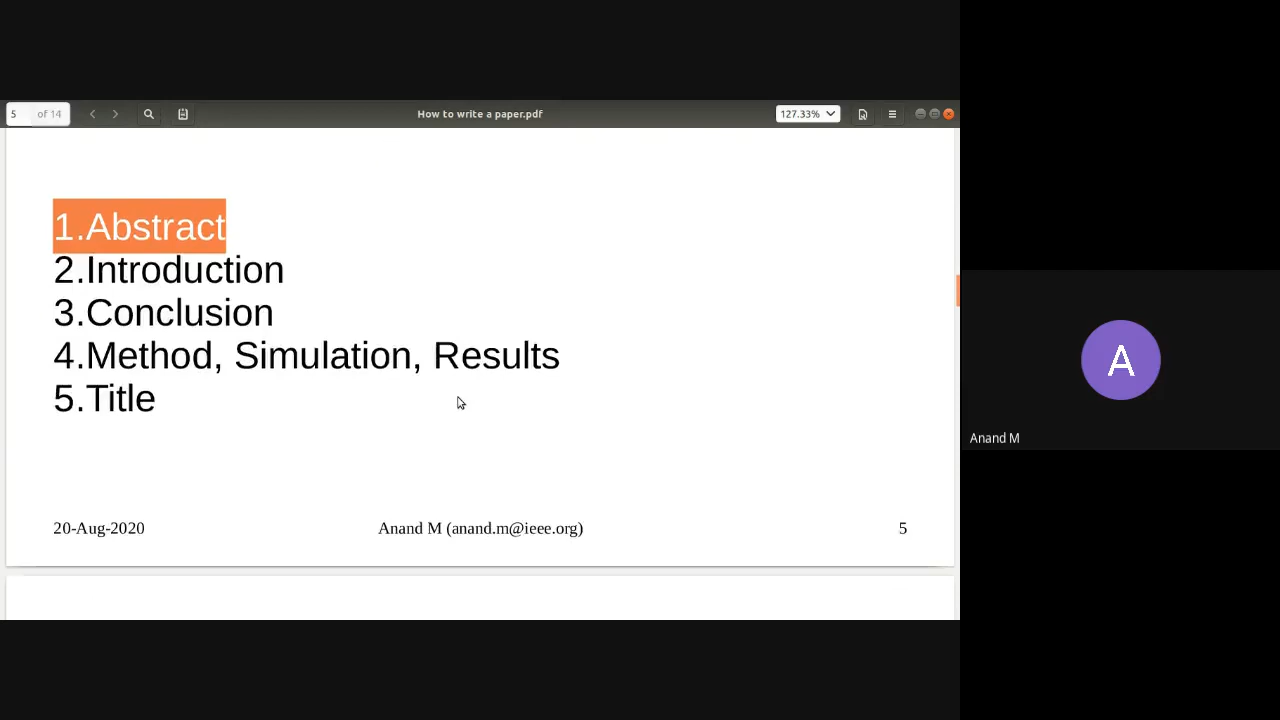 5 of 14
How to write a paper.pdf
127.33%
1.Abstract
2.Introduction
3.Conclusion
4.Method, Simulation, Results
5.Title
20-Aug-2020
Anand M (anand.m@ieee.org)
5
A
Anand M